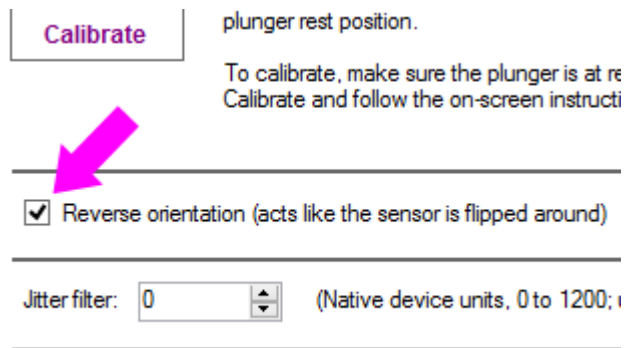 Calibrate
plunger rest position.
To calibrate, make sure the plunger is at
Calibrate and follow the on-screen
Reverse orientation (acts like the sensor is flipped around)
Jitter filter: 0 (Native device units, 0 to 1200;